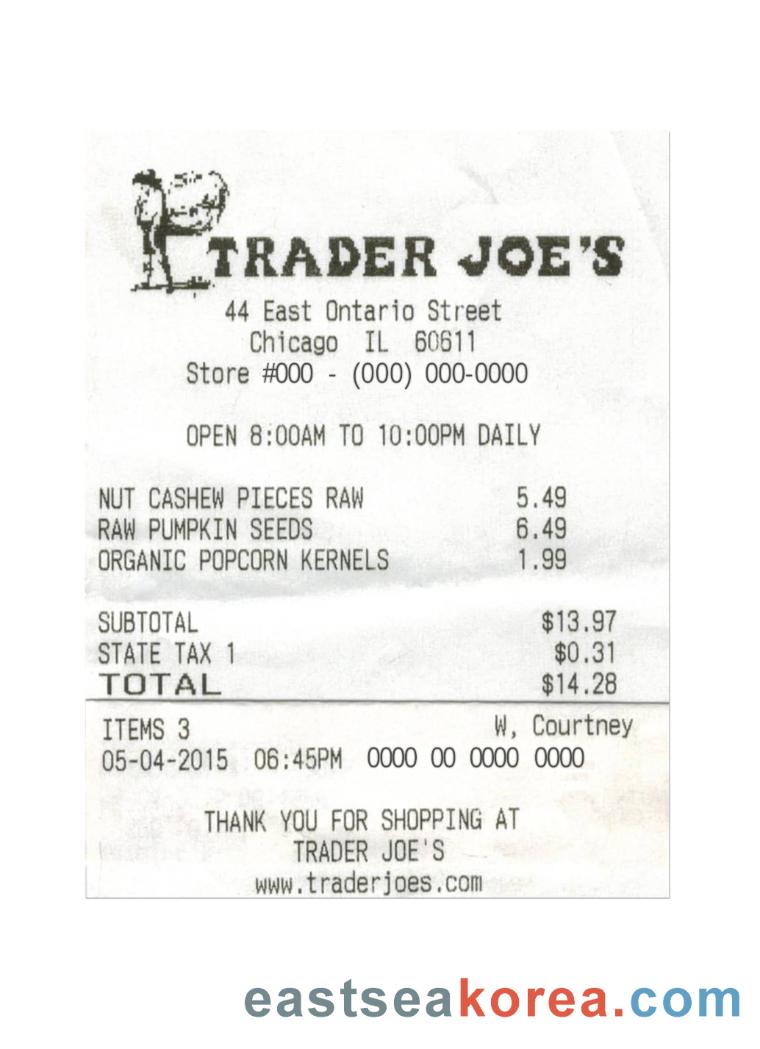 TRADER JOE'S
44 East Ontario Street
Chicago IL 60611
Store #000 - (000) 000-0000
OPEN 8:00AM TO 10:00PM DAILY
NUT CASHEW PIECES RAW 5.49
RAW PUMPKIN SEEDS 6.49
ORGANIC POPCORN KERNELS 1.99
SUBTOTAL $13.97
STATE TAX 1 $0.31
TOTAL $14.28
ITEMS 3 W, Courtney
05-04-2015 06:45PM 0000 00 0000 0000
THANK YOU FOR SHOPPING AT
TRADER JOE'S
www.traderjoes.com
eastseakorea.com